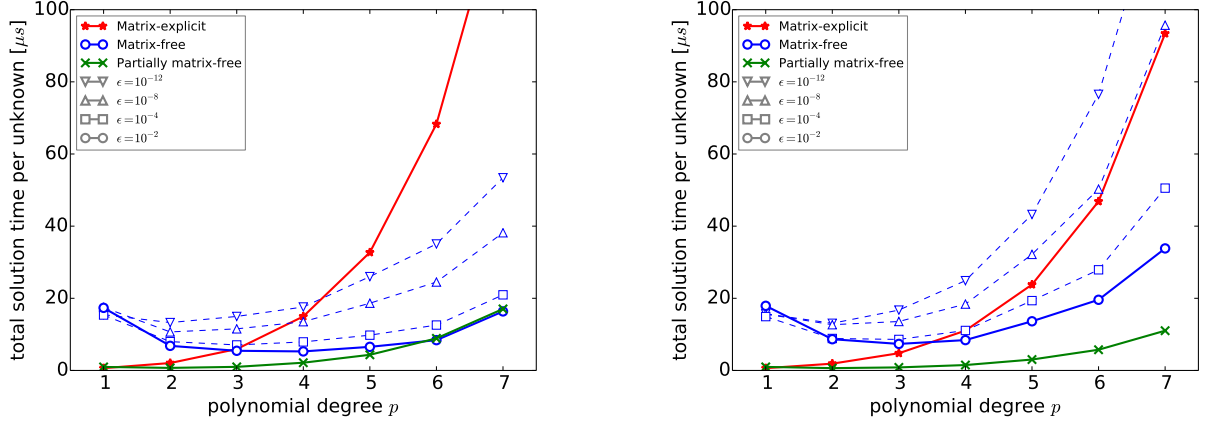 total solution time per unknown [μs]
100
80
60
40
20
0
Matrix-explicit
Matrix-free
Partially matrix-free
ϵ=10⁻¹²
ϵ=10⁻⁸
ϵ=10⁻⁴
ϵ=10⁻²
1 2 3 4 5 6 7
polynomial degree p
total solution time per unknown [μs]
100
80
60
40
20
0
Matrix-explicit
Matrix-free
Partially matrix-free
ϵ=10⁻¹²
ϵ=10⁻⁸
ϵ=10⁻⁴
ϵ=10⁻²
1 2 3 4 5 6 7
polynomial degree p